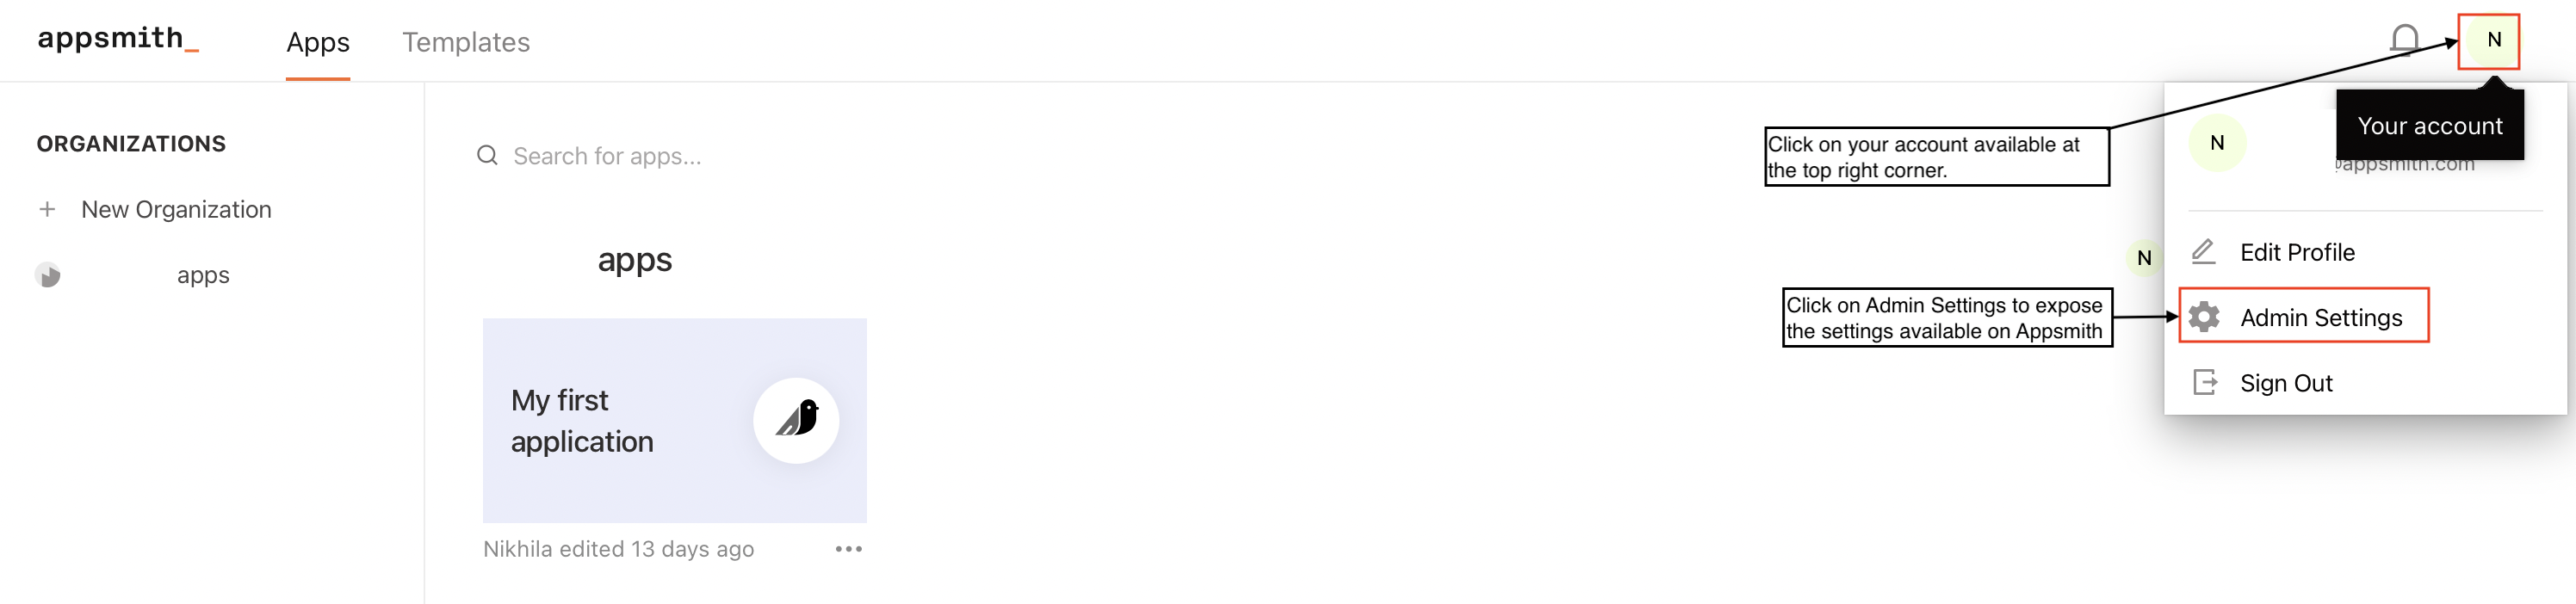 appsmith_
Apps
Templates
N
Your account
ORGANIZATIONS
+ New Organization
apps
Search for apps...
apps
My first
application
Nikhila edited 13 days ago
Click on your account available at
the top right corner.
N
Click on Admin Settings to expose
the settings available on Appsmith
N
@appsmith.com
Edit Profile
Admin Settings
Sign Out